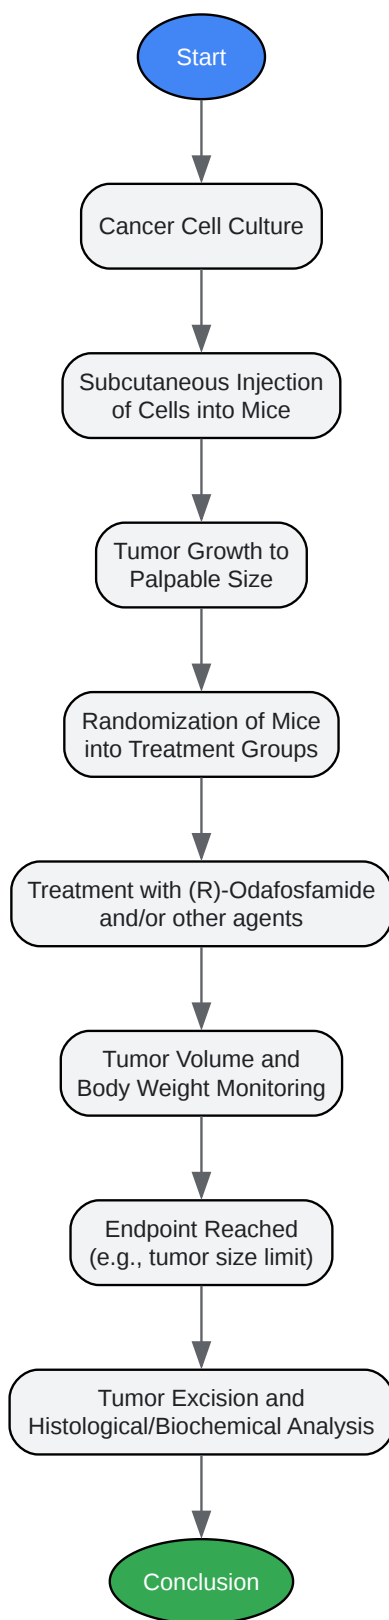 Start
Cancer Cell Culture
Subcutaneous Injection
of Cells into Mice
Tumor Growth to
Palpable Size
Randomization of Mice
into Treatment Groups
Treatment with (R)-Odafosfamide
and/or other agents
Tumor Volume and
Body Weight Monitoring
Endpoint Reached
(e.g., tumor size limit)
Tumor Excision and
Histological/Biochemical Analysis
Conclusion